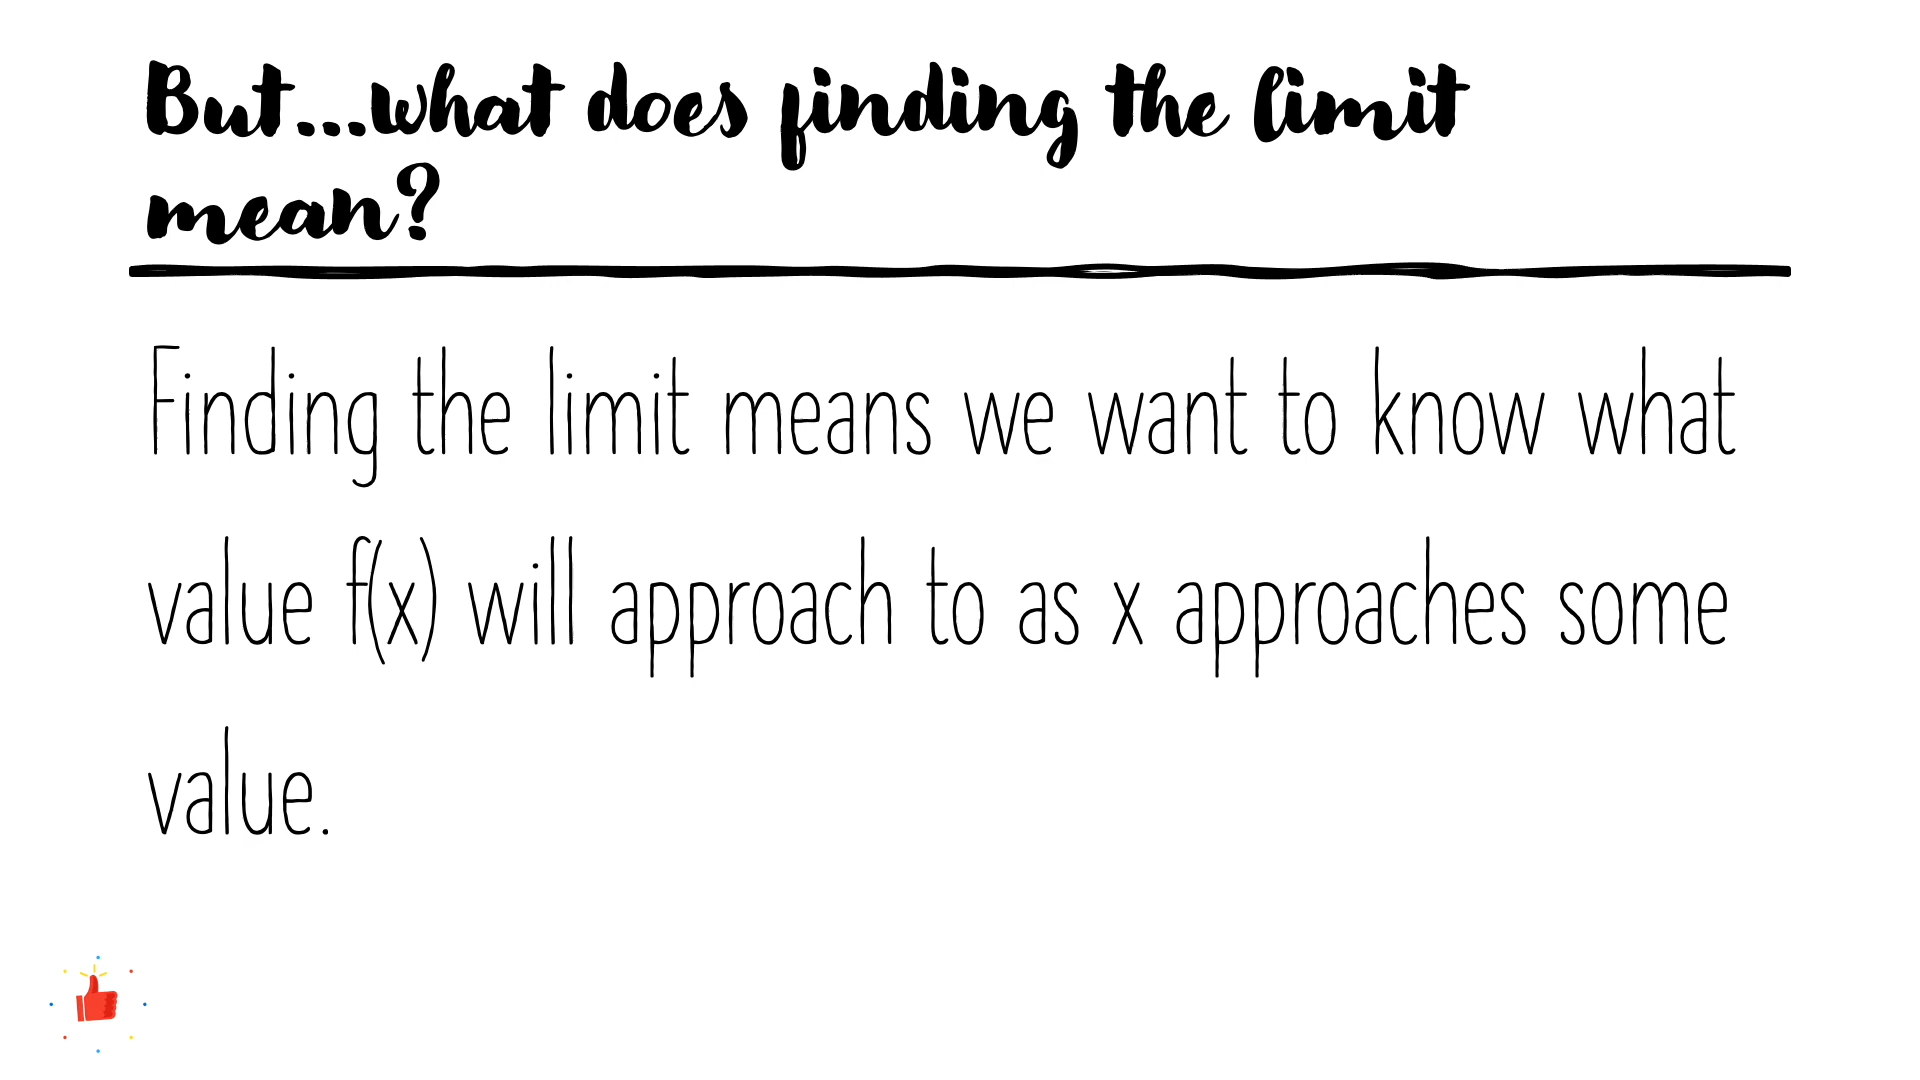 But...what does finding the limit
mean?
Finding the limit means we want to know what
value f(x) will approach to as x approaches some
value.